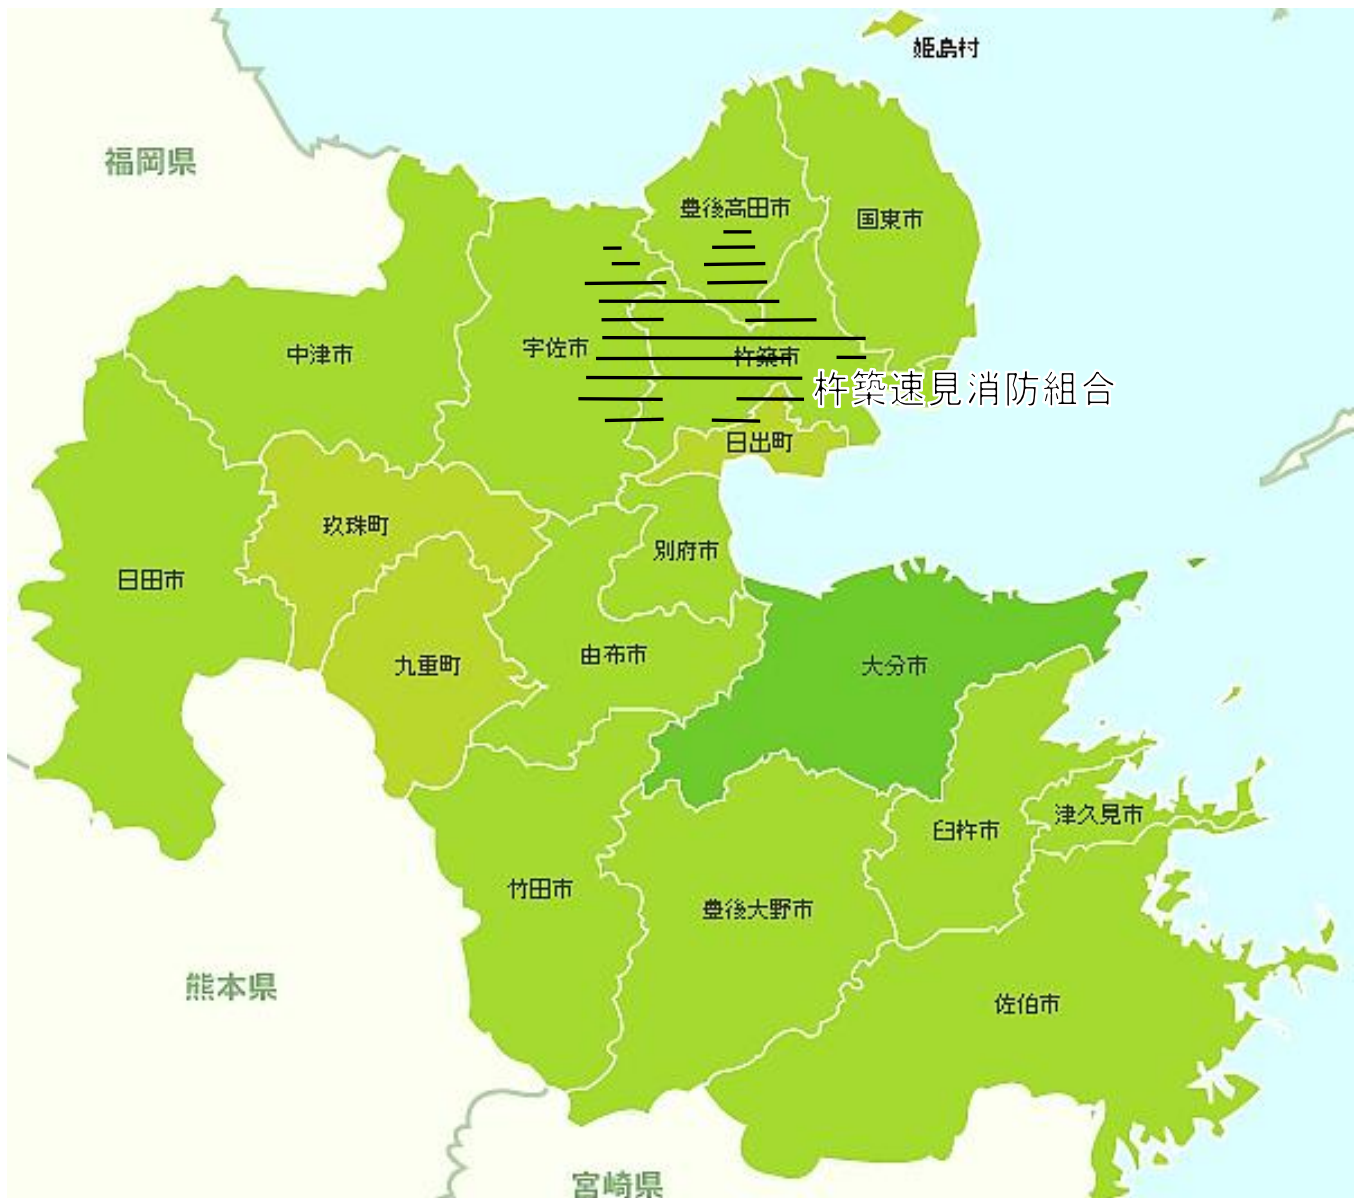 姫島村
福岡県
豊後高田市
国東市
中津市
宇佐市
杵築市
杵築速見消防組合
日出町
玖珠町
別府市
日田市
由布市
九重町
大分市
津久見市
臼杵市
竹田市
豊後大野市
熊本県
佐伯市
宮崎県